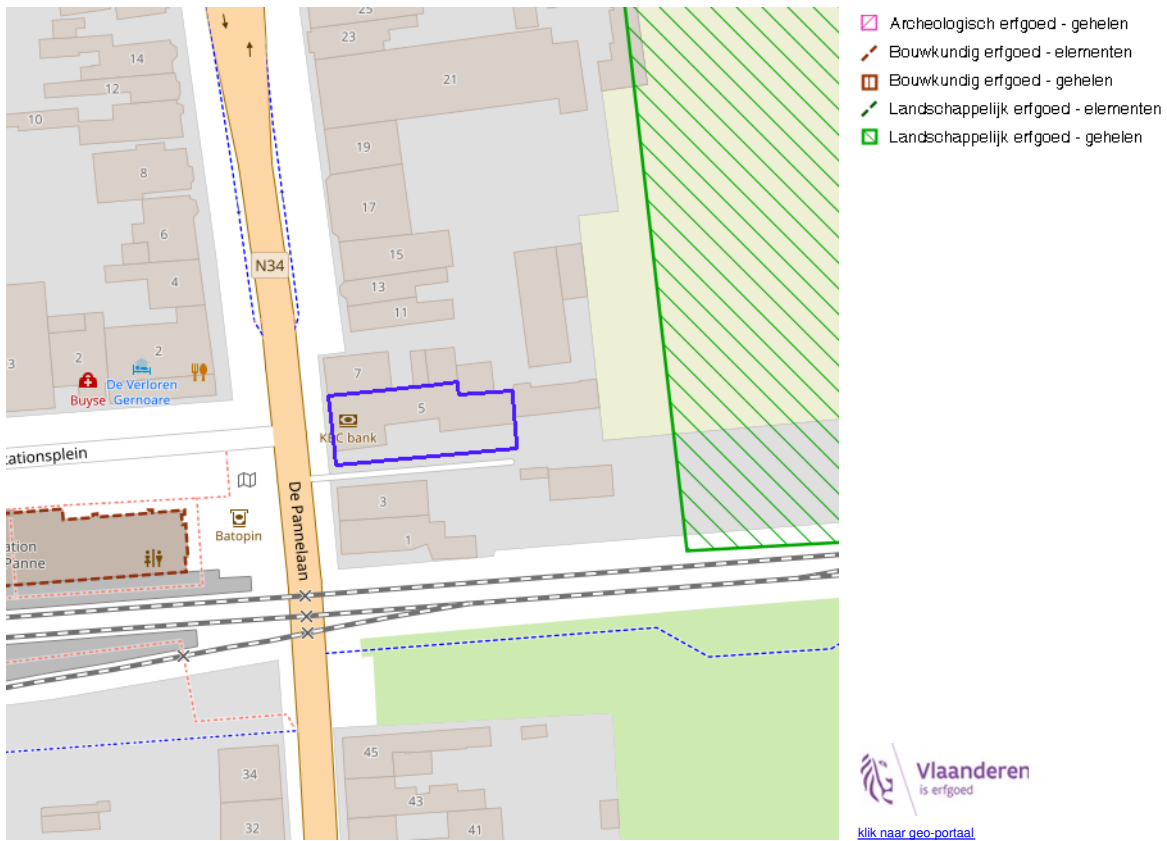 25
23
21
14
12
10
8
19
17
6
4
15
13
11
N34
3
2
2
De Verloren
Gernoare
Buyse
7
5
KBC bank
tationsplein
De Pannelaan
3
1
Batopin
ation
Panne
45
43
41
34
32
Archeologisch erfgoed - gehelen
Bouwkundig erfgoed - elementen
Bouwkundig erfgoed - gehelen
Landschappelijk erfgoed - elementen
Landschappelijk erfgoed - gehelen
Vlaanderen
is erfgoed
klik naar geo-portaal